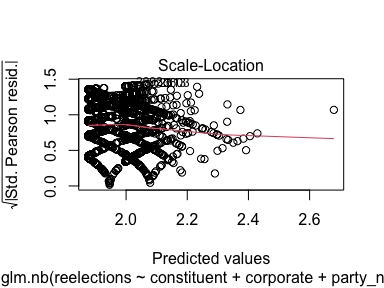 Scale-Location
√|Std. Pearson resid.|
1.5
1.0
0.5
0.0
2.0 2.2 2.4 2.6
Predicted values
glm.nb(reelections ~ constituent + corporate + party_n